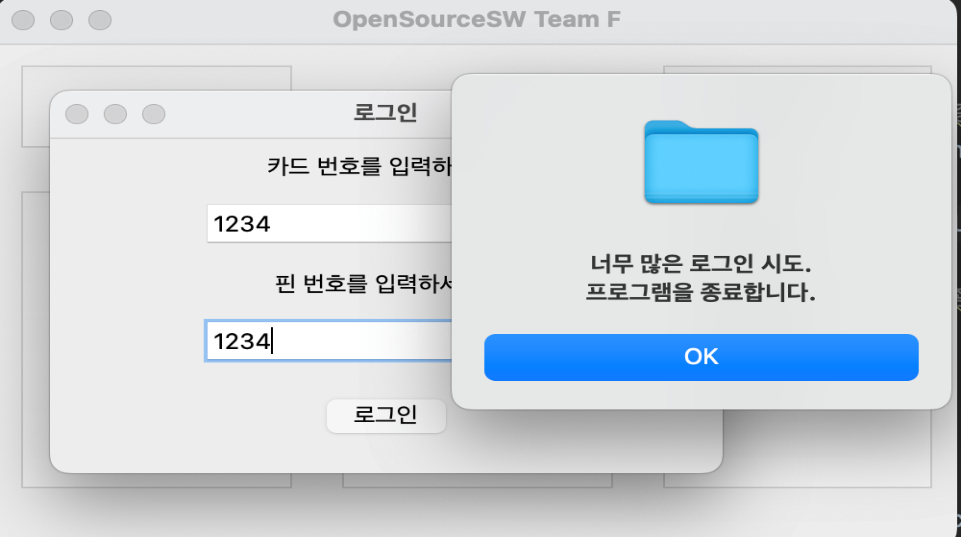 OpenSourceSW Team F
로그인
카드 번호를 입력하
1234
핀 번호를 입력하
1234
로그인
너무 많은 로그인 시도.
프로그램을 종료합니다.
OK